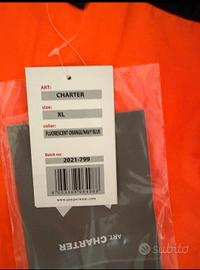 ART:
CHARTER
size:
XL
color:
FLUORESCENT ORANGE/NAVY BLUE
Batch no:
2021-799
ART. CHARTER
subito